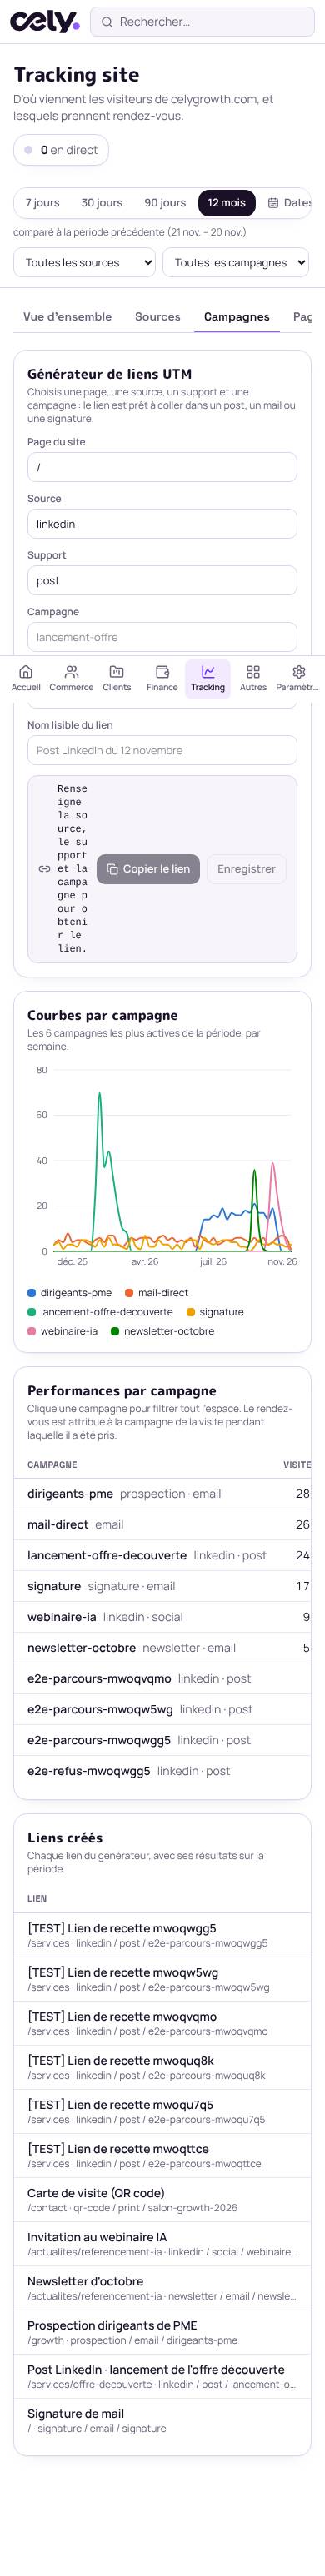 cely
Rechercher...
Tracking site
D'où viennent les visiteurs de celygrowth.com, et
lesquels prennent rendez-vous.
0 en direct
7 jours 30 jours 90 jours 12 mois Dates
comparé à la période précédente (21 nov. – 20 nov.)
Toutes les sources Toutes les campagnes
Vue d'ensemble Sources Campagnes Pag
Générateur de liens UTM
Choisis une page, une source, un support et une
campagne : le lien est prêt à coller dans un post, un mail ou
une signature.
Page du site
/
Source
linkedin
Support
post
Campagne
lancement-offre
Accueil Commerce Clients Finance Tracking Autres Paramètr...
Nom lisible du lien
Post LinkedIn du 12 novembre
Rense
igne
la so
urce,
le su
pport
et la
campa
gne p
our o
bteni
r le
lien.
Copier le lien Enregistrer
Courbes par campagne
Les 6 campagnes les plus actives de la période, par
semaine.
80
60
40
20
0
déc. 25 avr. 26 juil. 26 nov. 26
dirigeants-pme mail-direct
lancement-offre-decouverte signature
webinaire-ia newsletter-octobre
Performances par campagne
Clique une campagne pour filtrer tout l'espace. Le rendez-
vous est attribué à la campagne de la visite pendant
laquelle il a été pris.
CAMPAGNE VISITE
dirigeants-pme prospection · email 28
mail-direct email 26
lancement-offre-decouverte linkedin · post 24
signature signature · email 17
webinaire-ia linkedin · social 9
newsletter-octobre newsletter · email 5
e2e-parcours-mwoqvqmo linkedin · post
e2e-parcours-mwoqw5wg linkedin · post
e2e-parcours-mwoqwgg5 linkedin · post
e2e-refus-mwoqwgg5 linkedin · post
Liens créés
Chaque lien du générateur, avec ses résultats sur la
période.
LIEN
[TEST] Lien de recette mwoqwgg5
/services · linkedin / post / e2e-parcours-mwoqwgg5
[TEST] Lien de recette mwoqw5wg
/services · linkedin / post / e2e-parcours-mwoqw5wg
[TEST] Lien de recette mwoqvqmo
/services · linkedin / post / e2e-parcours-mwoqvqmo
[TEST] Lien de recette mwoquq8k
/services · linkedin / post / e2e-parcours-mwoquq8k
[TEST] Lien de recette mwoqu7q5
/services · linkedin / post / e2e-parcours-mwoqu7q5
[TEST] Lien de recette mwoqttce
/services · linkedin / post / e2e-parcours-mwoqttce
Carte de visite (QR code)
/contact · qr-code / print / salon-growth-2026
Invitation au webinaire IA
/actualites/referencement-ia · linkedin / social / webinaire...
Newsletter d'octobre
/actualites/referencement-ia · newsletter / email / newsle...
Prospection dirigeants de PME
/growth · prospection / email / dirigeants-pme
Post LinkedIn · lancement de l'offre découverte
/services/offre-decouverte · linkedin / post / lancement-o...
Signature de mail
/ · signature / email / signature